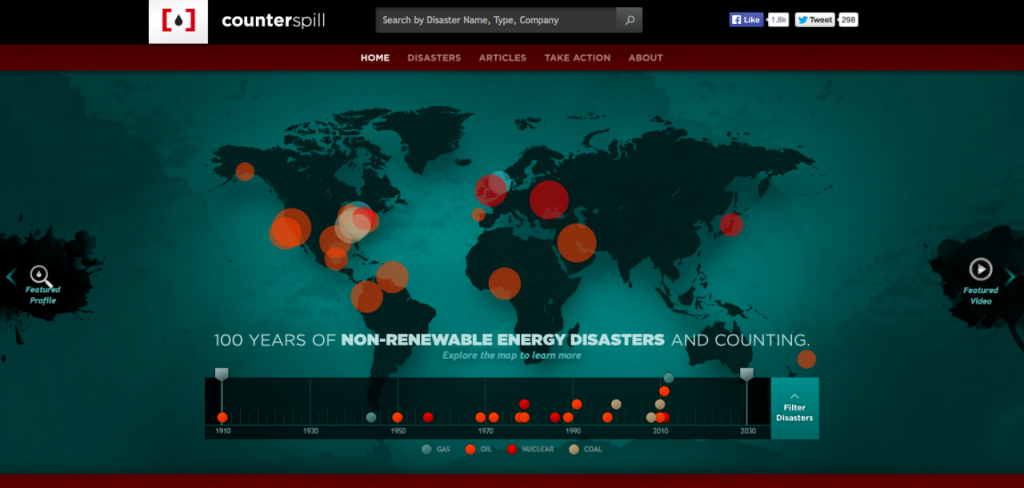 counterspill
Search by Disaster Name, Type, Company
Like 1.8k
Tweet 298
HOME DISASTERS ARTICLES TAKE ACTION ABOUT
Featured
Profile
Featured
Video
100 YEARS OF NON-RENEWABLE ENERGY DISASTERS AND COUNTING.
Explore the map to learn more
Filter
Disasters
1910 1930 1950 1970 1990 2010 2030
GAS OIL NUCLEAR COAL